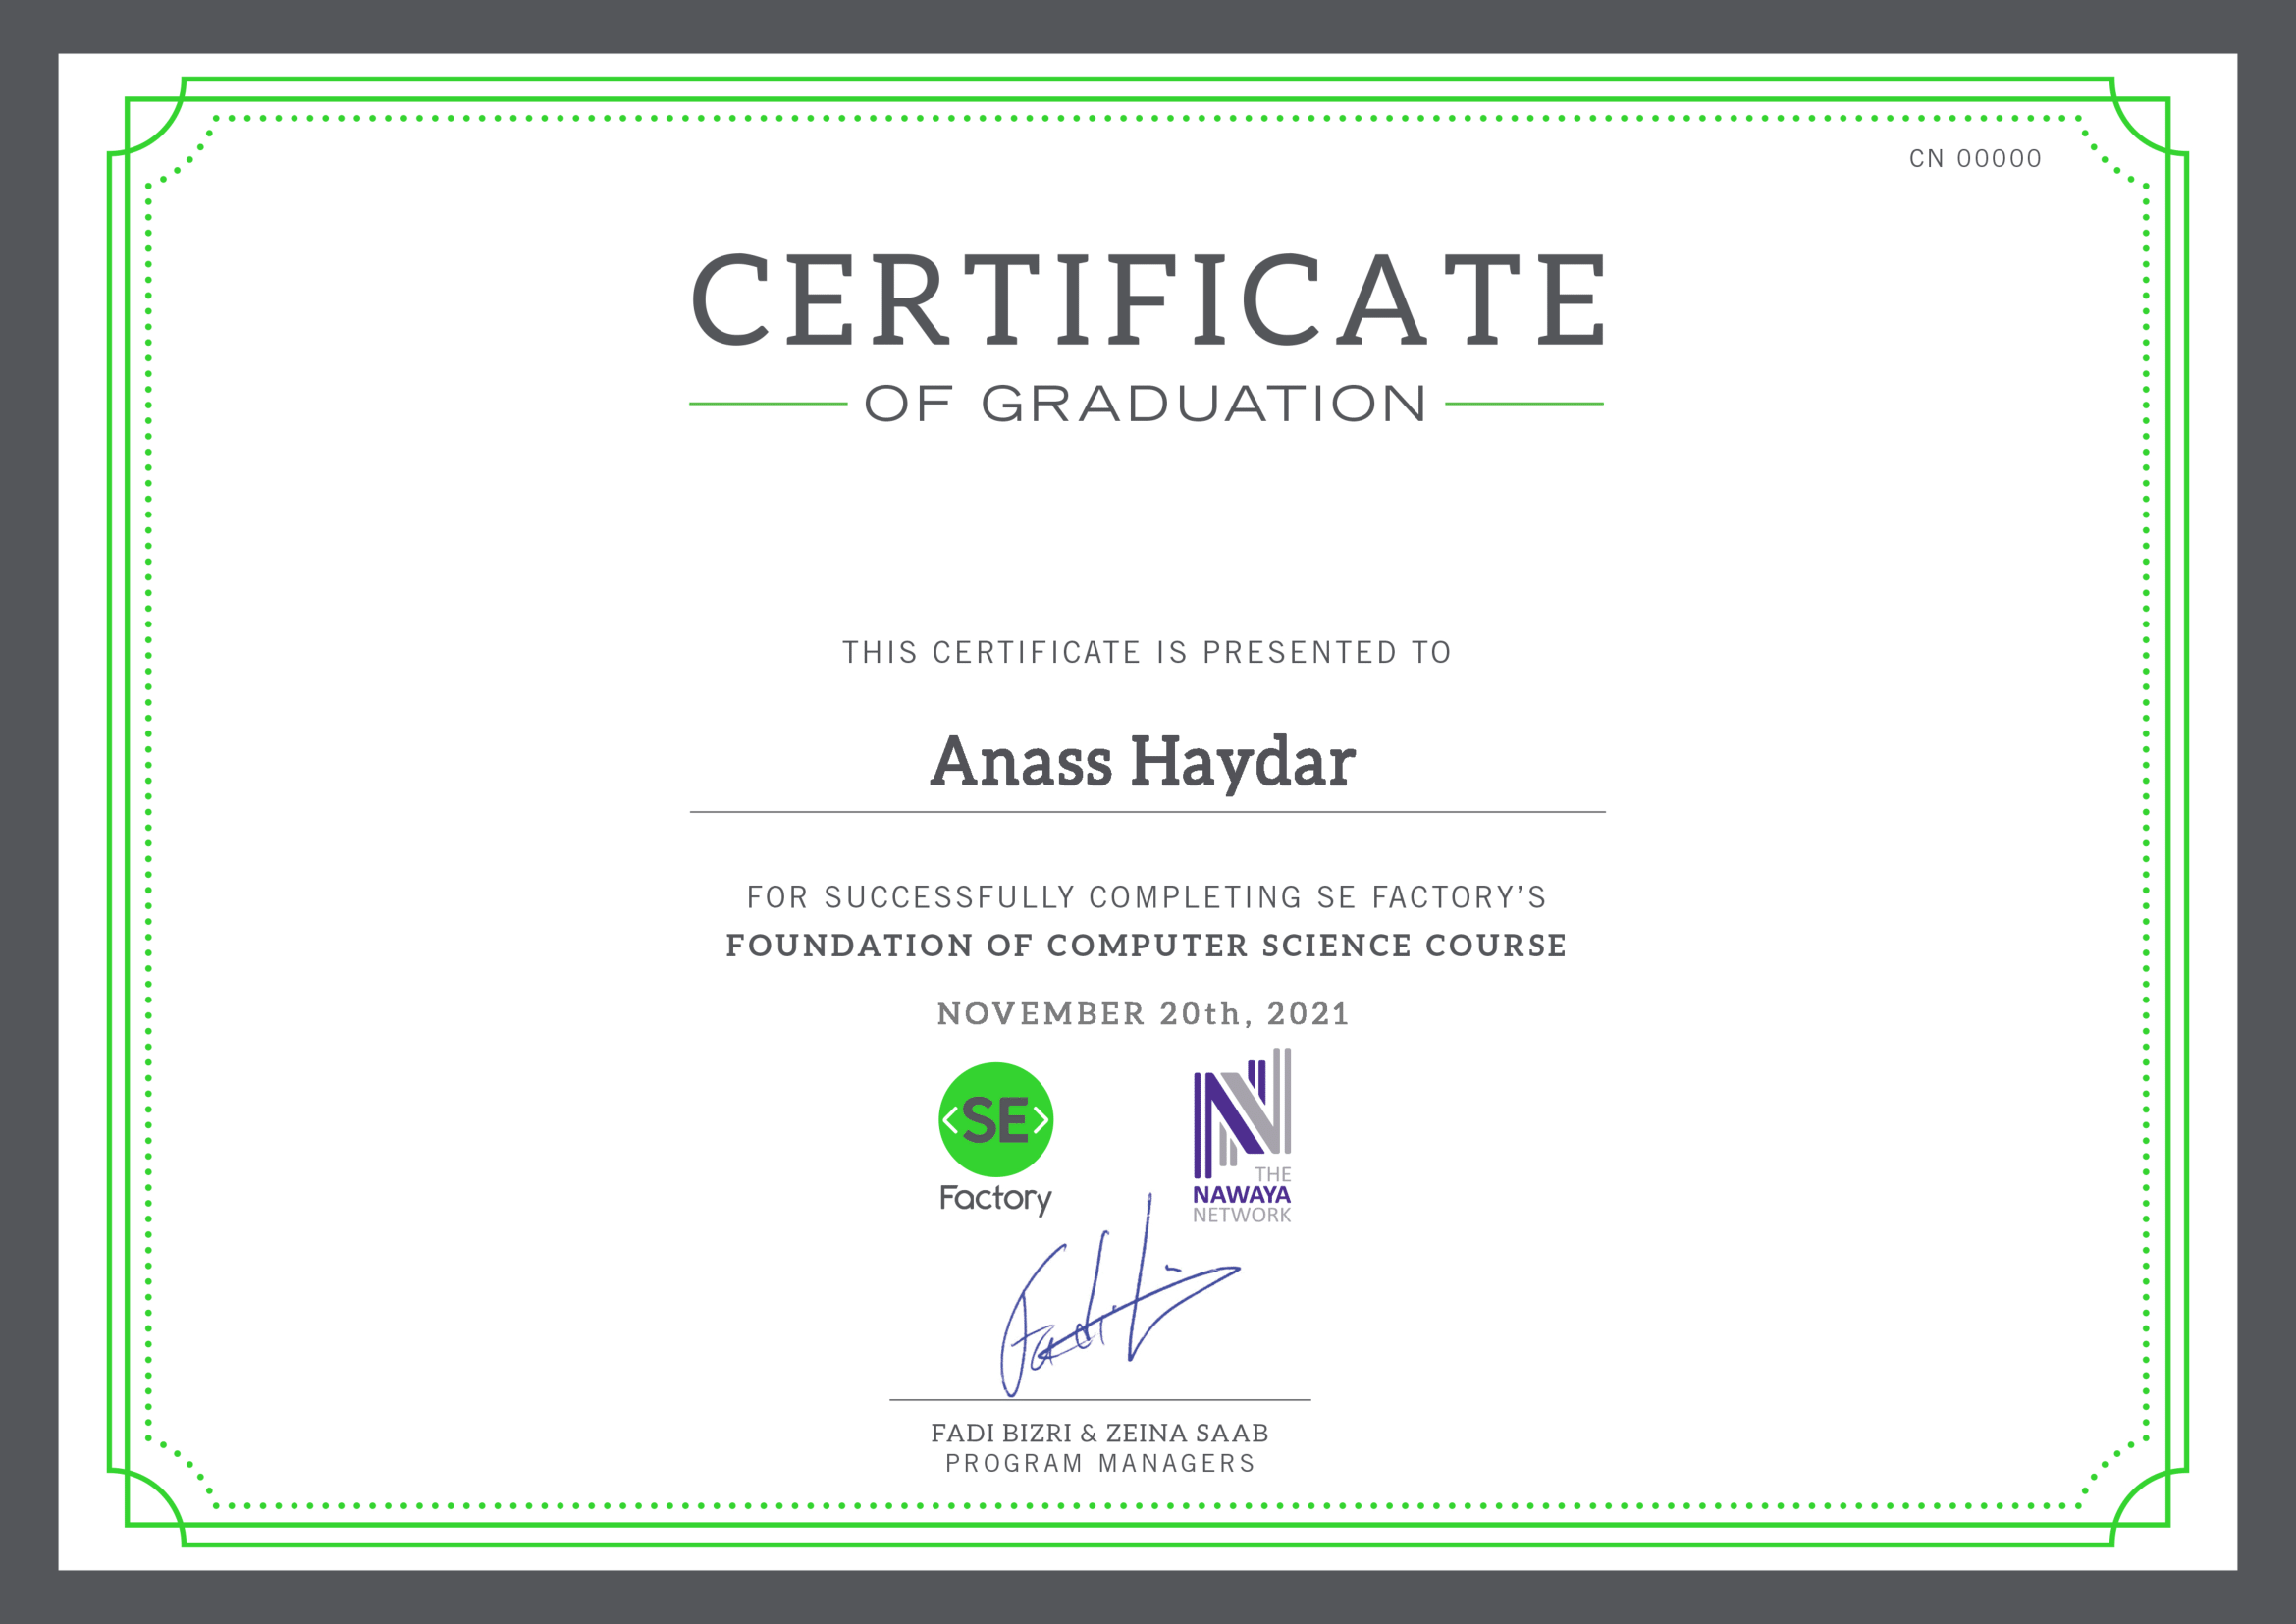 CN 00000
CERTIFICATE
OF GRADUATION
THIS CERTIFICATE IS PRESENTED TO
Anass Haydar
FOR SUCCESSFULLY COMPLETING SE FACTORY’S
FOUNDATION OF COMPUTER SCIENCE COURSE
NOVEMBER 20th, 2021
<SE>
Factory
THE
NAWAYA
NETWORK
FADI BIZRI & ZEINA SAAB
PROGRAM MANAGERS